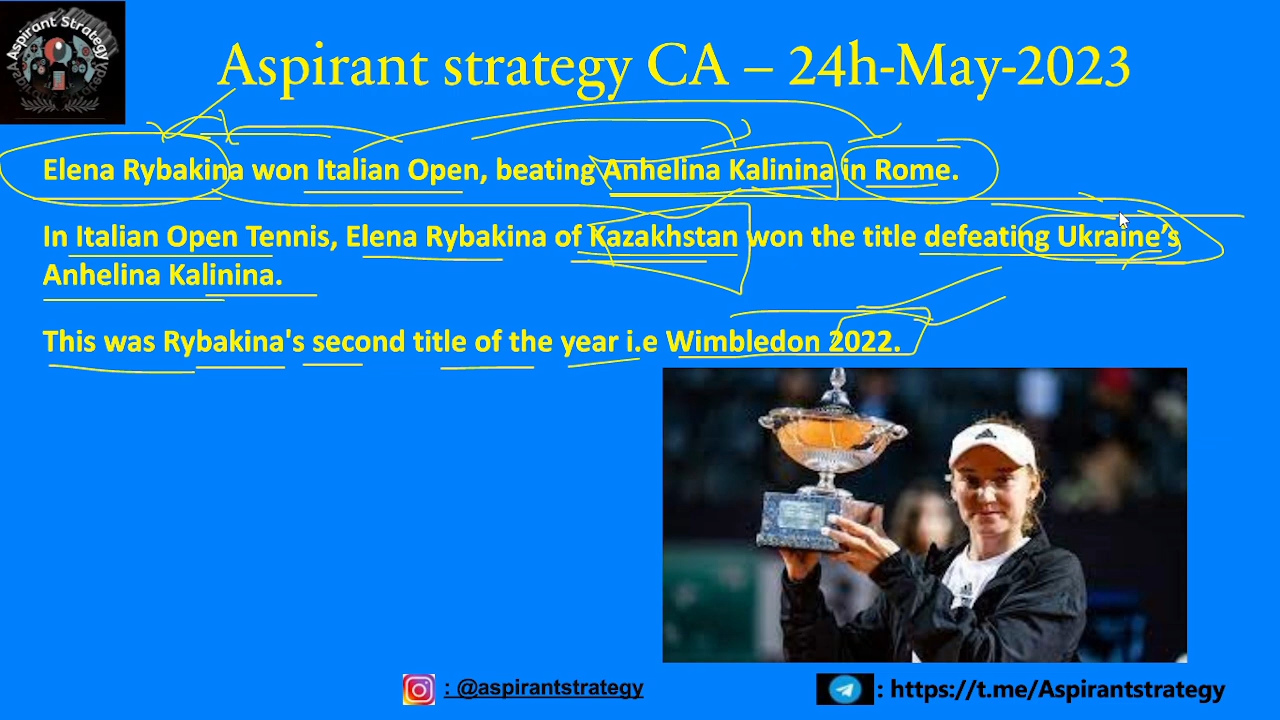 Aspirant Strategy
Aspirant strategy CA – 24h-May-2023
Elena Rybakina won Italian Open, beating Anhelina Kalinina in Rome.
In Italian Open Tennis, Elena Rybakina of Kazakhstan won the title defeating Ukraine’s
Anhelina Kalinina.
This was Rybakina's second title of the year i.e Wimbledon 2022.
: @aspirantstrategy
: https://t.me/Aspirantstrategy